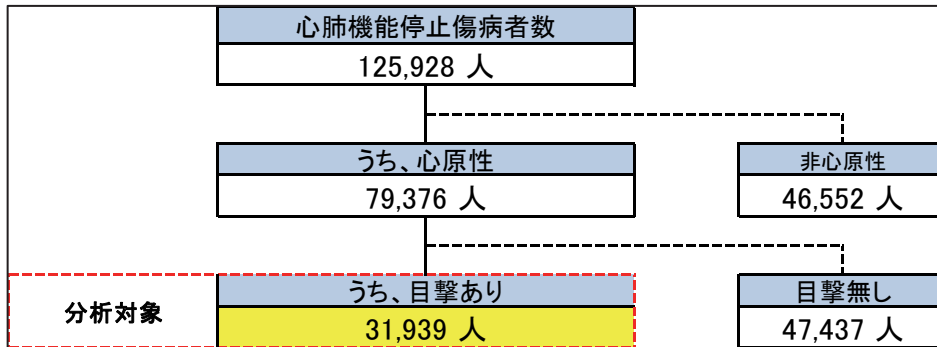 心肺機能停止傷病者数
125,928 人
うち、心原性
非心原性
79,376 人
46,552 人
うち、目撃あり
目撃無し
分析対象
31,939 人
47,437 人